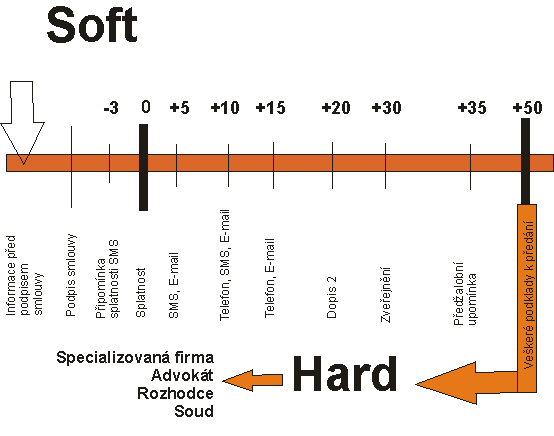 Soft
-3 0 +5 +10 +15 +20 +30 +35 +50
Informace před
podpisem
smlouvy
Podpis smlouvy
Připomínka
splatnosti SMS
Splatnost
SMS, E-mail
Telefon, SMS, E-mail
Telefon, E-mail
Dopis 2
Zveřejnění
Předžalobní
upomínka
Veškeré podklady k předání
Specializovaná firma
Advokát
Rozhodce
Soud
Hard